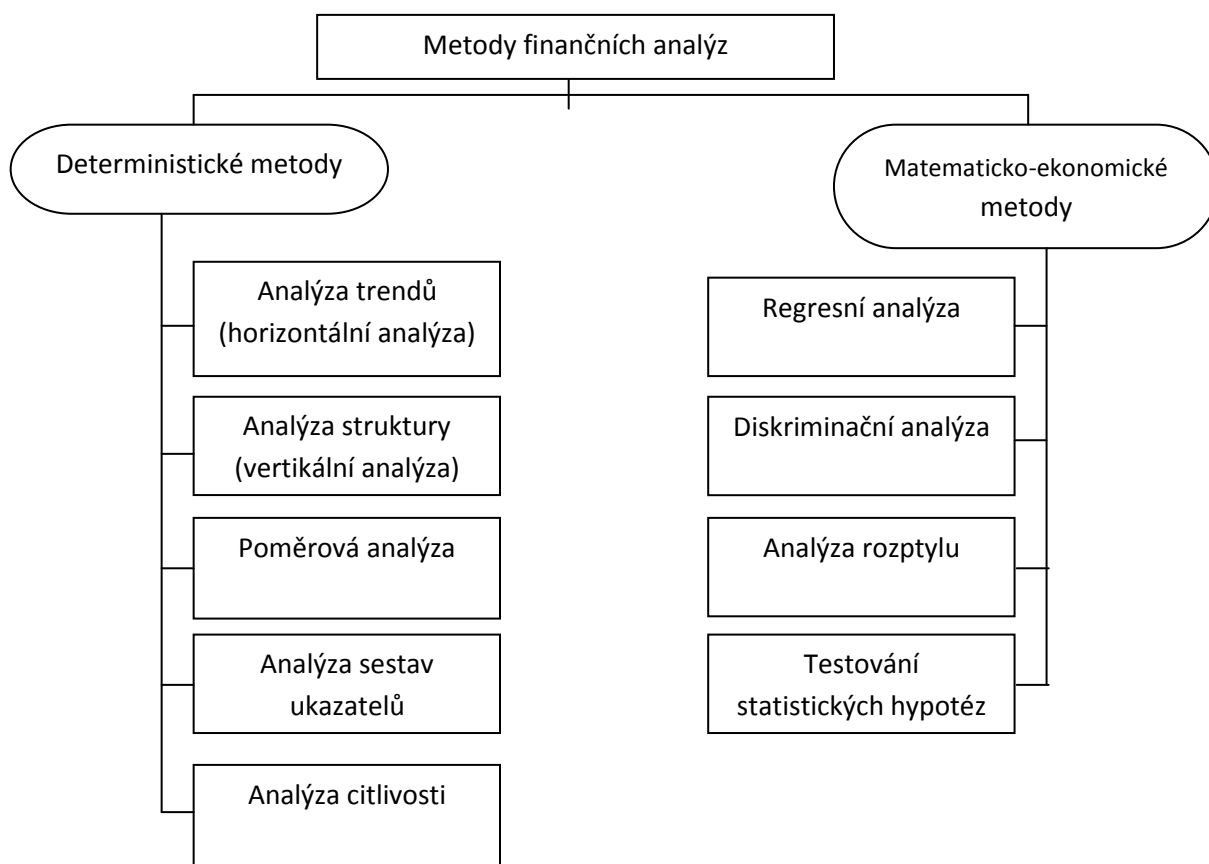 Metody finančních analýz
Deterministické metody
Analýza trendů
(horizontální analýza)
Analýza struktury
(vertikální analýza)
Poměrová analýza
Analýza sestav
ukazatelů
Analýza citlivosti
Matematicko-ekonomické
metody
Regresní analýza
Diskriminační analýza
Analýza rozptylu
Testování
statistických hypotéz